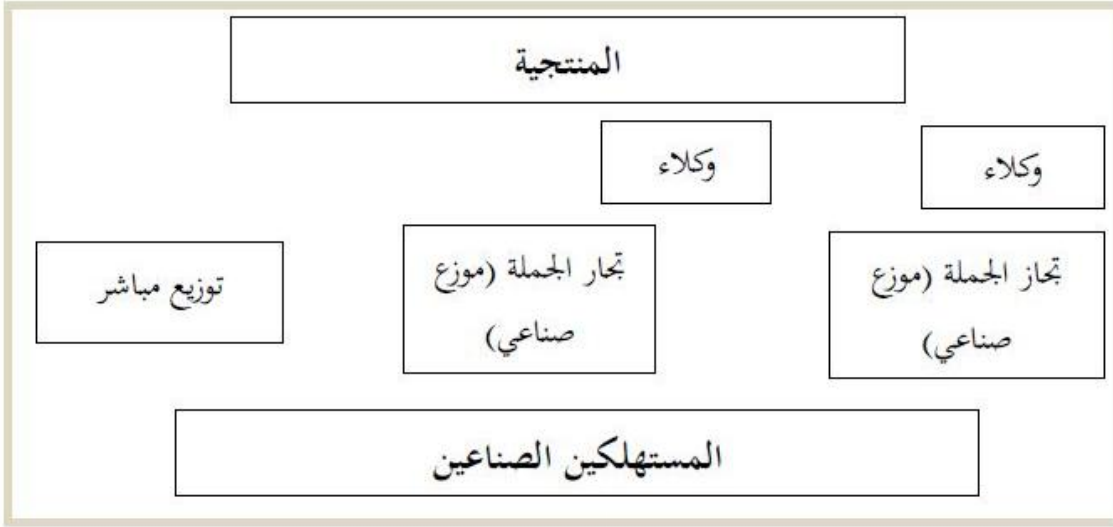 المنتجية
وكلاء
وكلاء
تجاز الجملة (موزع
صناعي)
تجار الجملة (موزع
صناعي)
توزيع مباشر
المستهلكين الصناعين